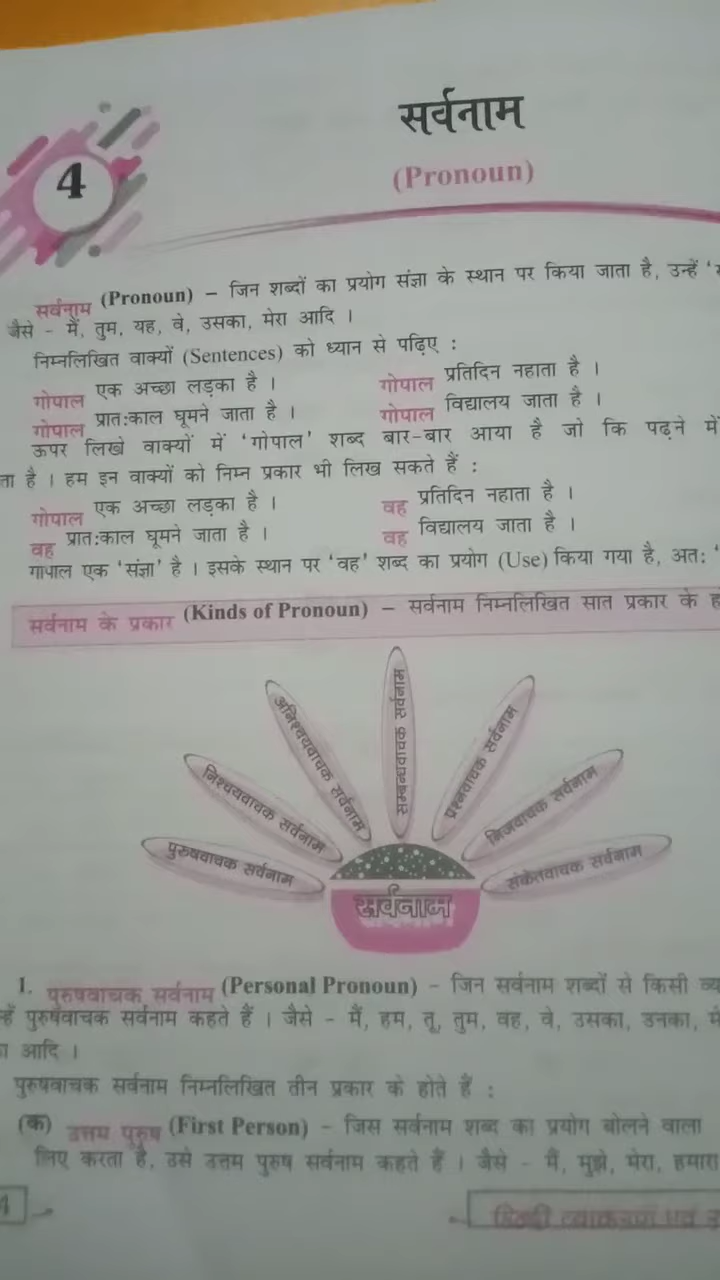 4
सर्वनाम
(Pronoun)
सर्वनाम (Pronoun) – जिन शब्दों का प्रयोग संज्ञा के स्थान पर किया जाता है, उन्हें
जैसे - मैं, तुम, यह, वे, उसका, मेरा आदि ।
निम्नलिखित वाक्यों (Sentences) को ध्यान से पढ़िए :
गोपाल एक अच्छा लड़का है । गोपाल प्रतिदिन नहाता है ।
गोपाल प्रात:काल घूमने जाता है । गोपाल विद्यालय जाता है ।
ऊपर लिखे वाक्यों में 'गोपाल' शब्द बार-बार आया है जो कि पढ़ने में
ता है । हम इन वाक्यों को निम्न प्रकार भी लिख सकते हैं :
गोपाल एक अच्छा लड़का है । वह प्रतिदिन नहाता है ।
वह प्रात:काल घूमने जाता है । वह विद्यालय जाता है ।
गोपाल एक 'संज्ञा' है । इसके स्थान पर 'वह' शब्द का प्रयोग (Use) किया गया है, अत: '
सर्वनाम के प्रकार (Kinds of Pronoun) – सर्वनाम निम्नलिखित सात प्रकार के
पुरुषवाचक सर्वनाम
निश्चयवाचक सर्वनाम
अनिश्चयवाचक सर्वनाम
सम्बन्धवाचक सर्वनाम
प्रश्नवाचक सर्वनाम
निजवाचक सर्वनाम
संकेतवाचक सर्वनाम
सर्वनाम
1. पुरुषवाचक सर्वनाम (Personal Pronoun) – जिन सर्वनाम शब्दों से किसी
न्हें पुरुषवाचक सर्वनाम कहते हैं । जैसे - मैं, हम, तू, तुम, वह, वे, उसका, उनका,
आदि ।
पुरुषवाचक सर्वनाम निम्नलिखित तीन प्रकार के होते हैं :
(क) उत्तम पुरुष (First Person) – जिस सर्वनाम शब्द का प्रयोग बोलने वाला
लिए करता है, उसे उत्तम पुरुष सर्वनाम कहते हैं । जैसे - मैं, मुझे, मेरा, हमारा
4
हिन्दी व्याकरण एवं